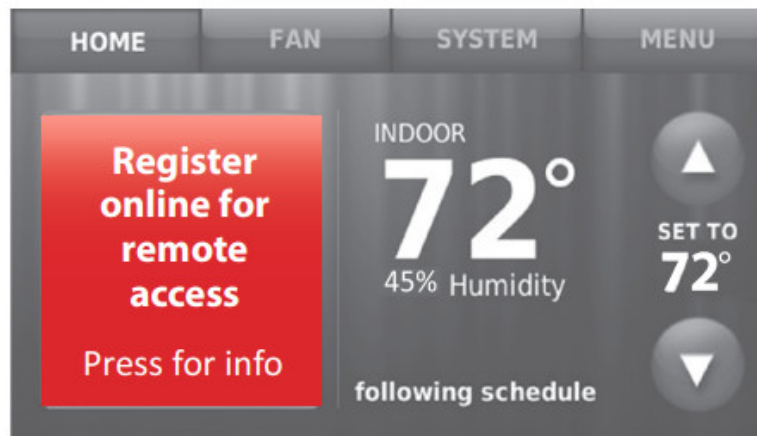 HOME FAN SYSTEM MENU
Register
online for
remote
access
Press for info
INDOOR
72°
45% Humidity
following schedule
SET TO
72°